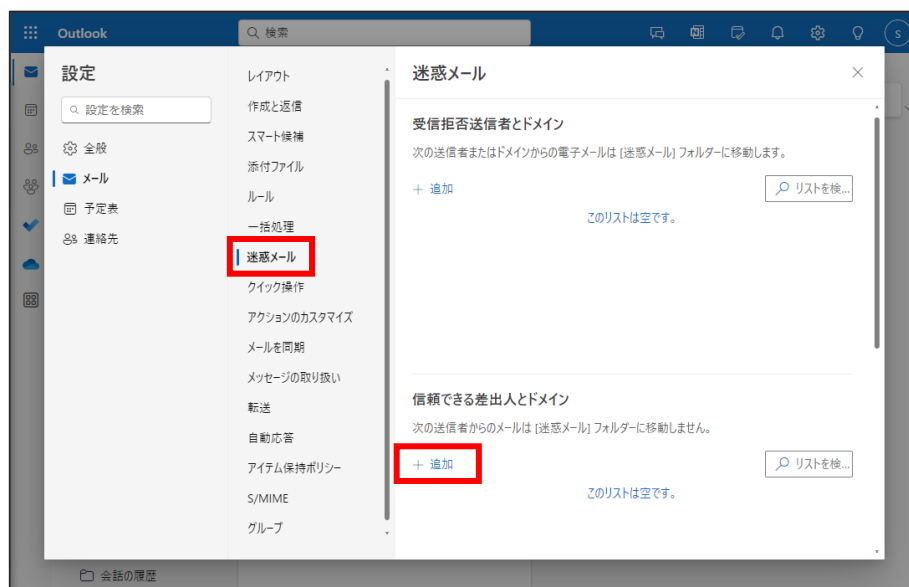 Outlook
検索
S
設定
設定を検索
全般
メール
予定表
連絡先
レイアウト
作成と返信
スマート候補
添付ファイル
ルール
一括処理
迷惑メール
クイック操作
アクションのカスタマイズ
メールを同期
メッセージの取り扱い
転送
自動応答
アイテム保持ポリシー
S/MIME
グループ
迷惑メール
受信拒否送信者とドメイン
次の送信者またはドメインからの電子メールは [迷惑メール] フォルダーに移動します。
+ 追加
リストを検...
このリストは空です。
信頼できる差出人とドメイン
次の送信者からのメールは [迷惑メール] フォルダーに移動しません。
+ 追加
リストを検...
このリストは空です。
会話の履歴